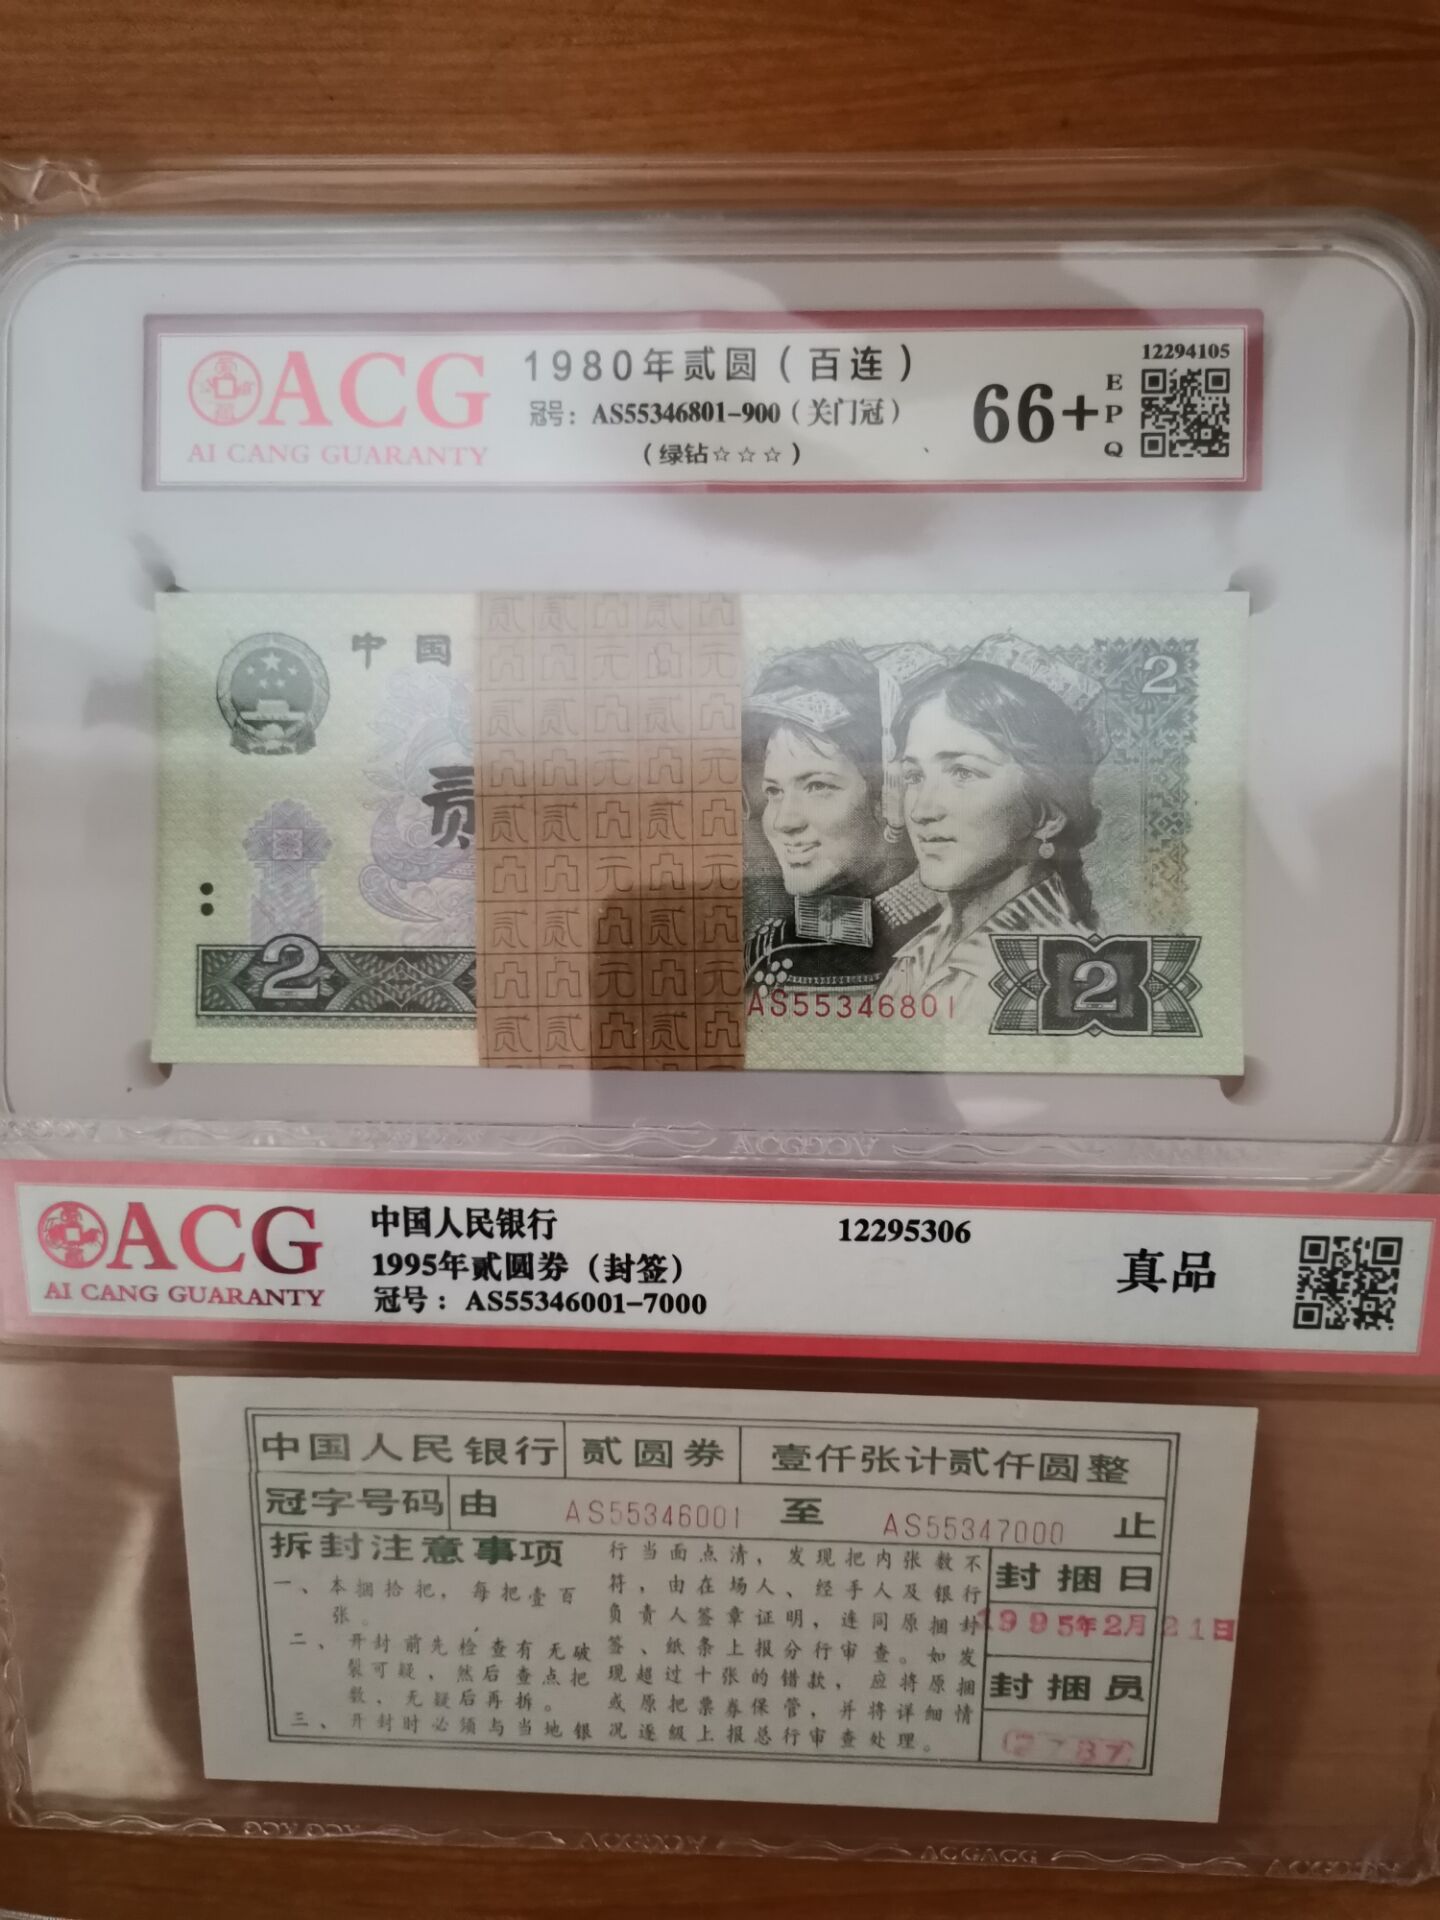 ACG
AI CANG GUARANTY
1980年贰圆（百连）
冠号：AS55346801-900（关门冠）
（绿钻☆☆☆）
66+
EPQ
12294105
中国
贰
2
2
2
AS55346801
ACG
AI CANG GUARANTY
中国人民银行
1995年贰圆券（封签）
冠号：AS55346001-7000
12295306
真品
中国人民银行 贰圆券 壹仟张计贰仟圆整
冠字号码 由 AS55346001 至 AS55347000 止
拆封注意事项
一、本捆拾把，每把壹百
张。
二、开封前先检查有无破
裂可疑，然后查点把
数，无疑后再拆。
三、开封时必须与当地银
行当面点清，发现把内张数不
符，由在场人、经手人及银行
负责人签章证明，连同原捆封
签、纸条上报分行审查。如发
现超过十张的错款，应将原捆
或原把票券保管，并将详细情
况逐级上报总行审查处理。
封捆日
1995年2月21日
封捆员